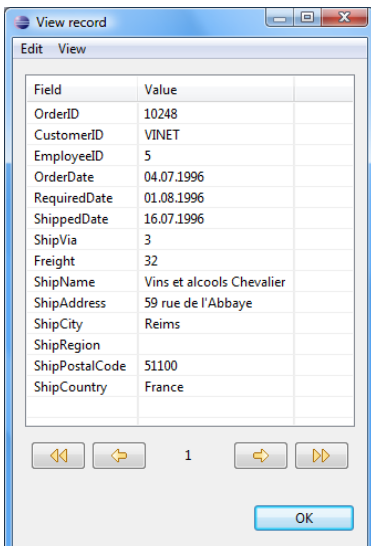 View record
Edit View
Field Value
OrderID 10248
CustomerID VINET
EmployeeID 5
OrderDate 04.07.1996
RequiredDate 01.08.1996
ShippedDate 16.07.1996
ShipVia 3
Freight 32
ShipName Vins et alcools Chevalier
ShipAddress 59 rue de l'Abbaye
ShipCity Reims
ShipRegion
ShipPostalCode 51100
ShipCountry France
1
OK